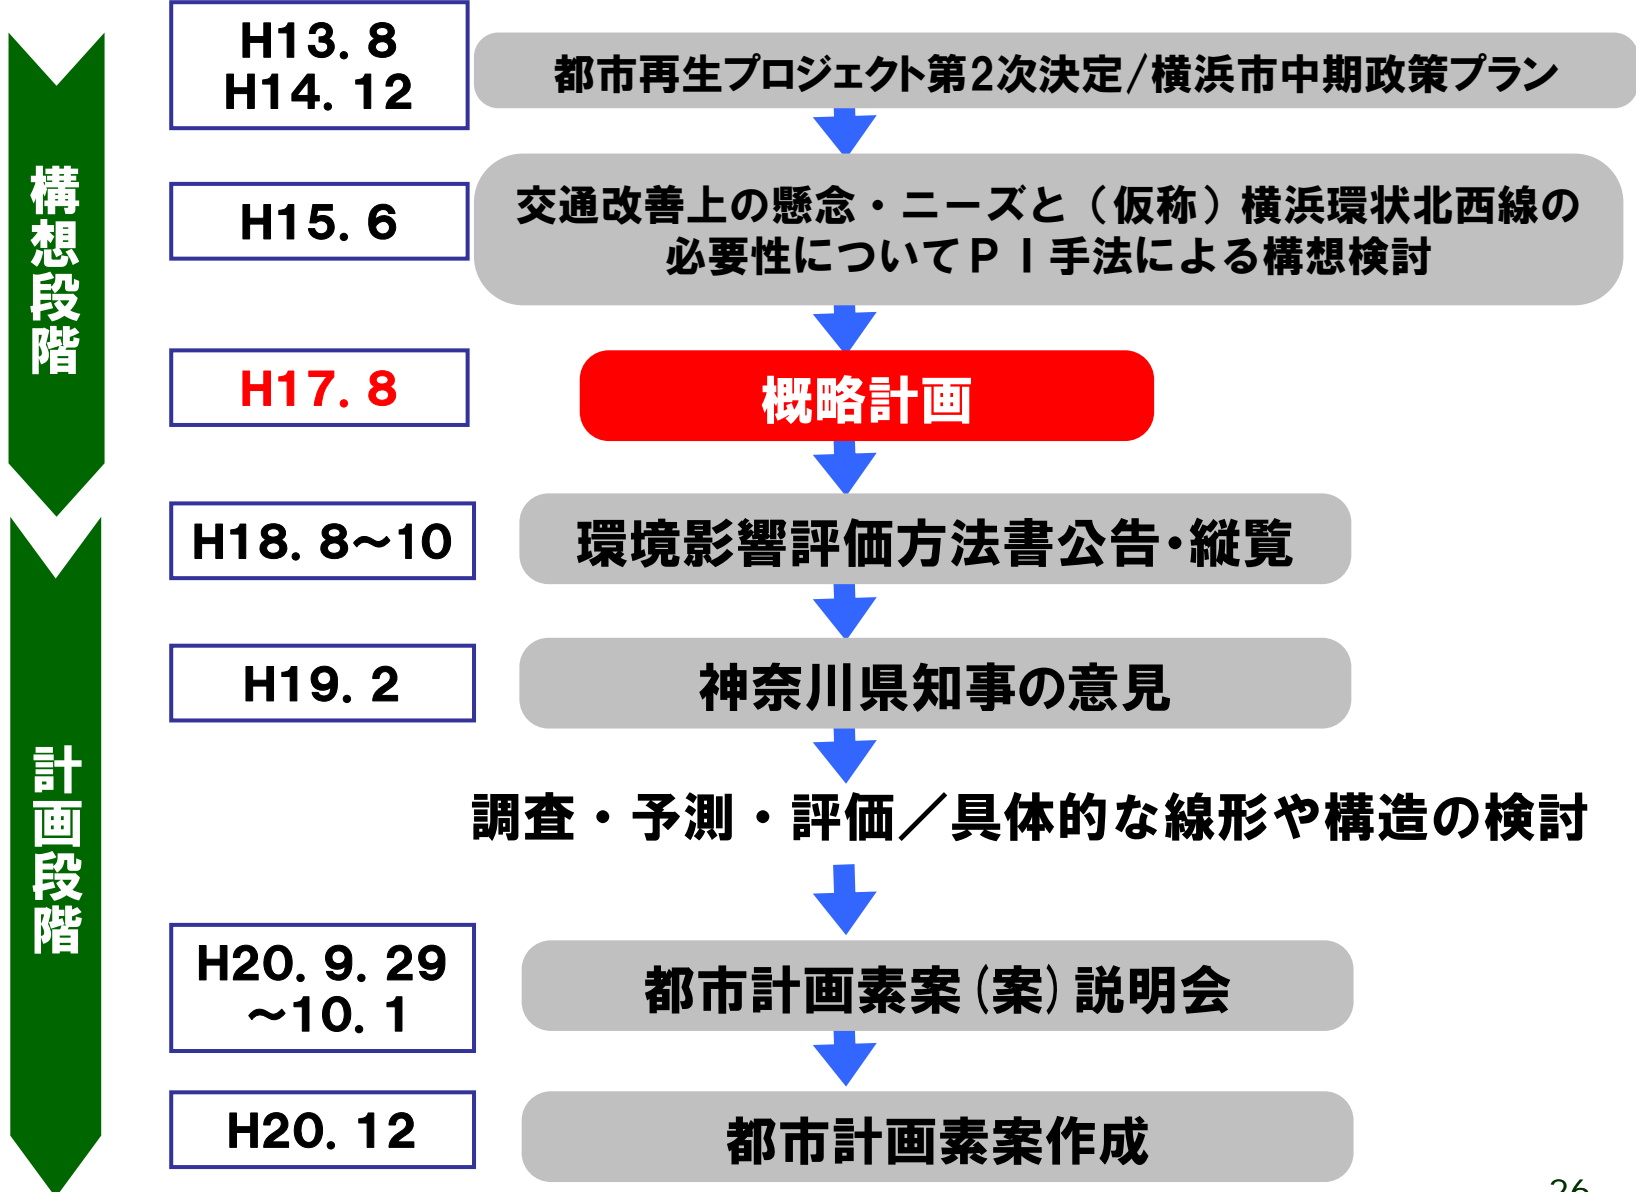 構想段階
H13. 8
H14. 12
都市再生プロジェクト第2次決定/横浜市中期政策プラン
H15. 6
交通改善上の懸念・ニーズと（仮称）横浜環状北西線の
必要性についてＰＩ手法による構想検討
H17. 8
概略計画
計画段階
H18. 8～10
環境影響評価方法書公告・縦覧
H19. 2
神奈川県知事の意見
調査・予測・評価／具体的な線形や構造の検討
H20. 9. 29
～10. 1
都市計画素案(案)説明会
H20. 12
都市計画素案作成
26